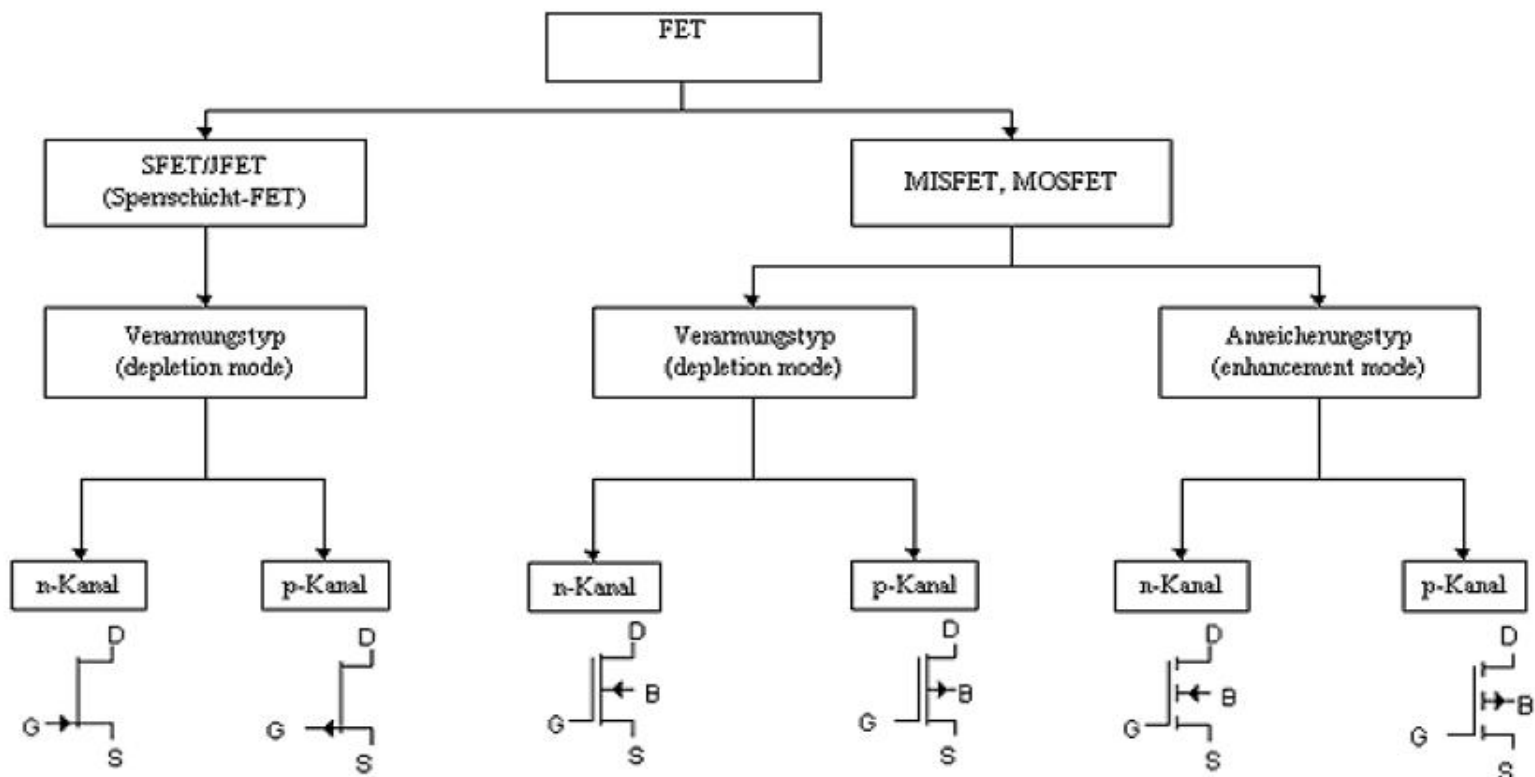 FET
SFET/JFET
(Sperrschicht-FET)
MISFET, MOSFET
Verarmungstyp
(depletion mode)
Verarmungstyp
(depletion mode)
Anreicherungstyp
(enhancement mode)
n-Kanal
p-Kanal
n-Kanal
p-Kanal
n-Kanal
p-Kanal
D
G
S
D
G
S
D
B
G
S
D
B
G
S
D
B
G
S
D
B
G
S